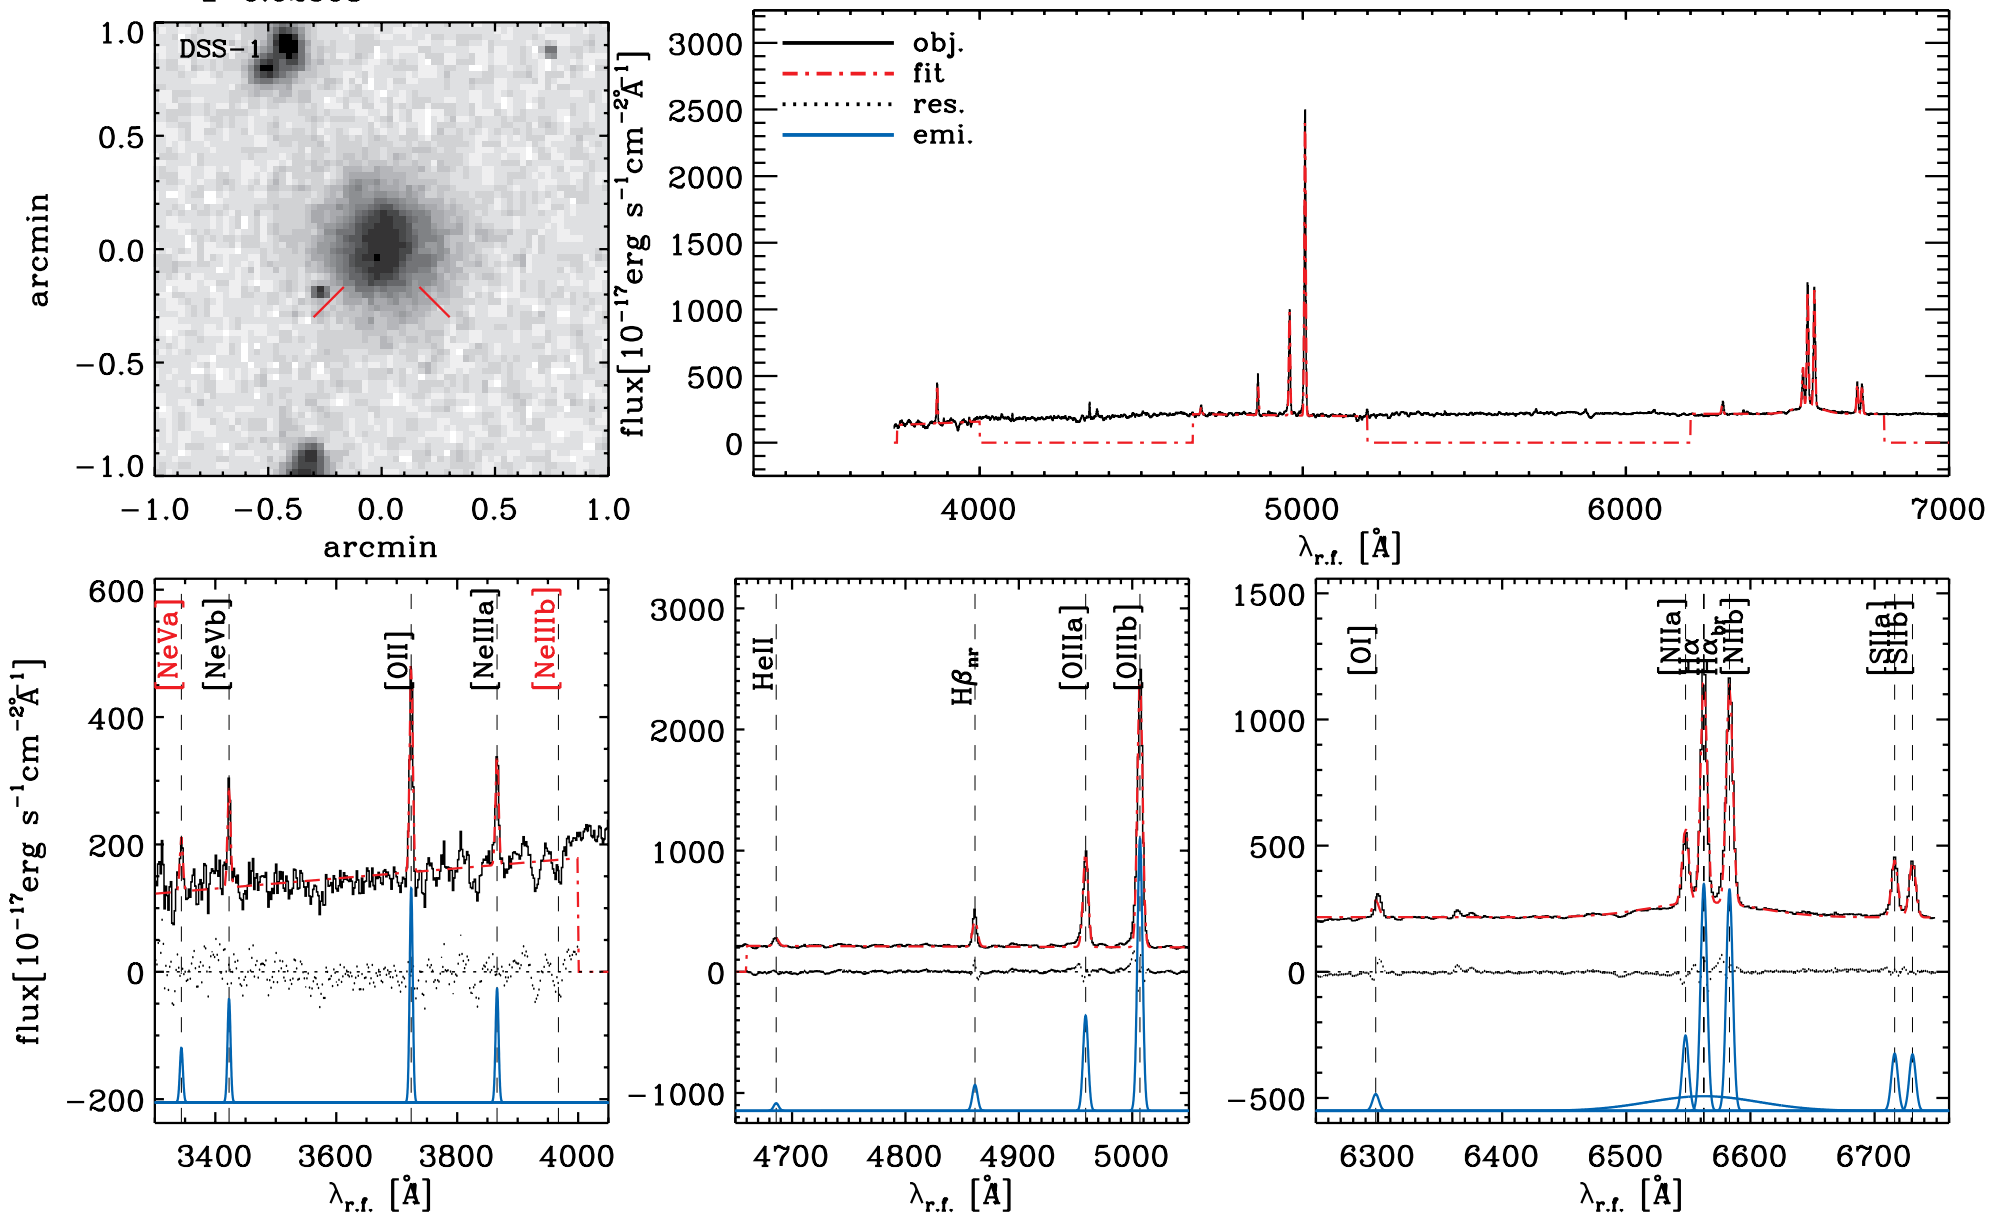 DSS-1
1.0
0.5
0.0
-0.5
-1.0
-1.0 -0.5 0.0 0.5 1.0
arcmin
arcmin
obj.
fit
res.
emi.
3000
2500
2000
1500
1000
500
0
flux[10⁻¹⁷erg s⁻¹cm⁻²Å⁻¹]
4000 5000 6000 7000
λr.f. [Å]
[NeVa] [NeVb] [OII] [NeIIIa] [NeIIIb]
600
400
200
0
-200
flux[10⁻¹⁷erg s⁻¹cm⁻²Å⁻¹]
3400 3600 3800 4000
λr.f. [Å]
HeII Hβnr [OIIIa] [OIIIb]
3000
2000
1000
0
-1000
4700 4800 4900 5000
λr.f. [Å]
[OI] [NIIa] Hα Hαbr [NIIb] [SIIa] [SIIb]
1500
1000
500
0
-500
6300 6400 6500 6600 6700
λr.f. [Å]